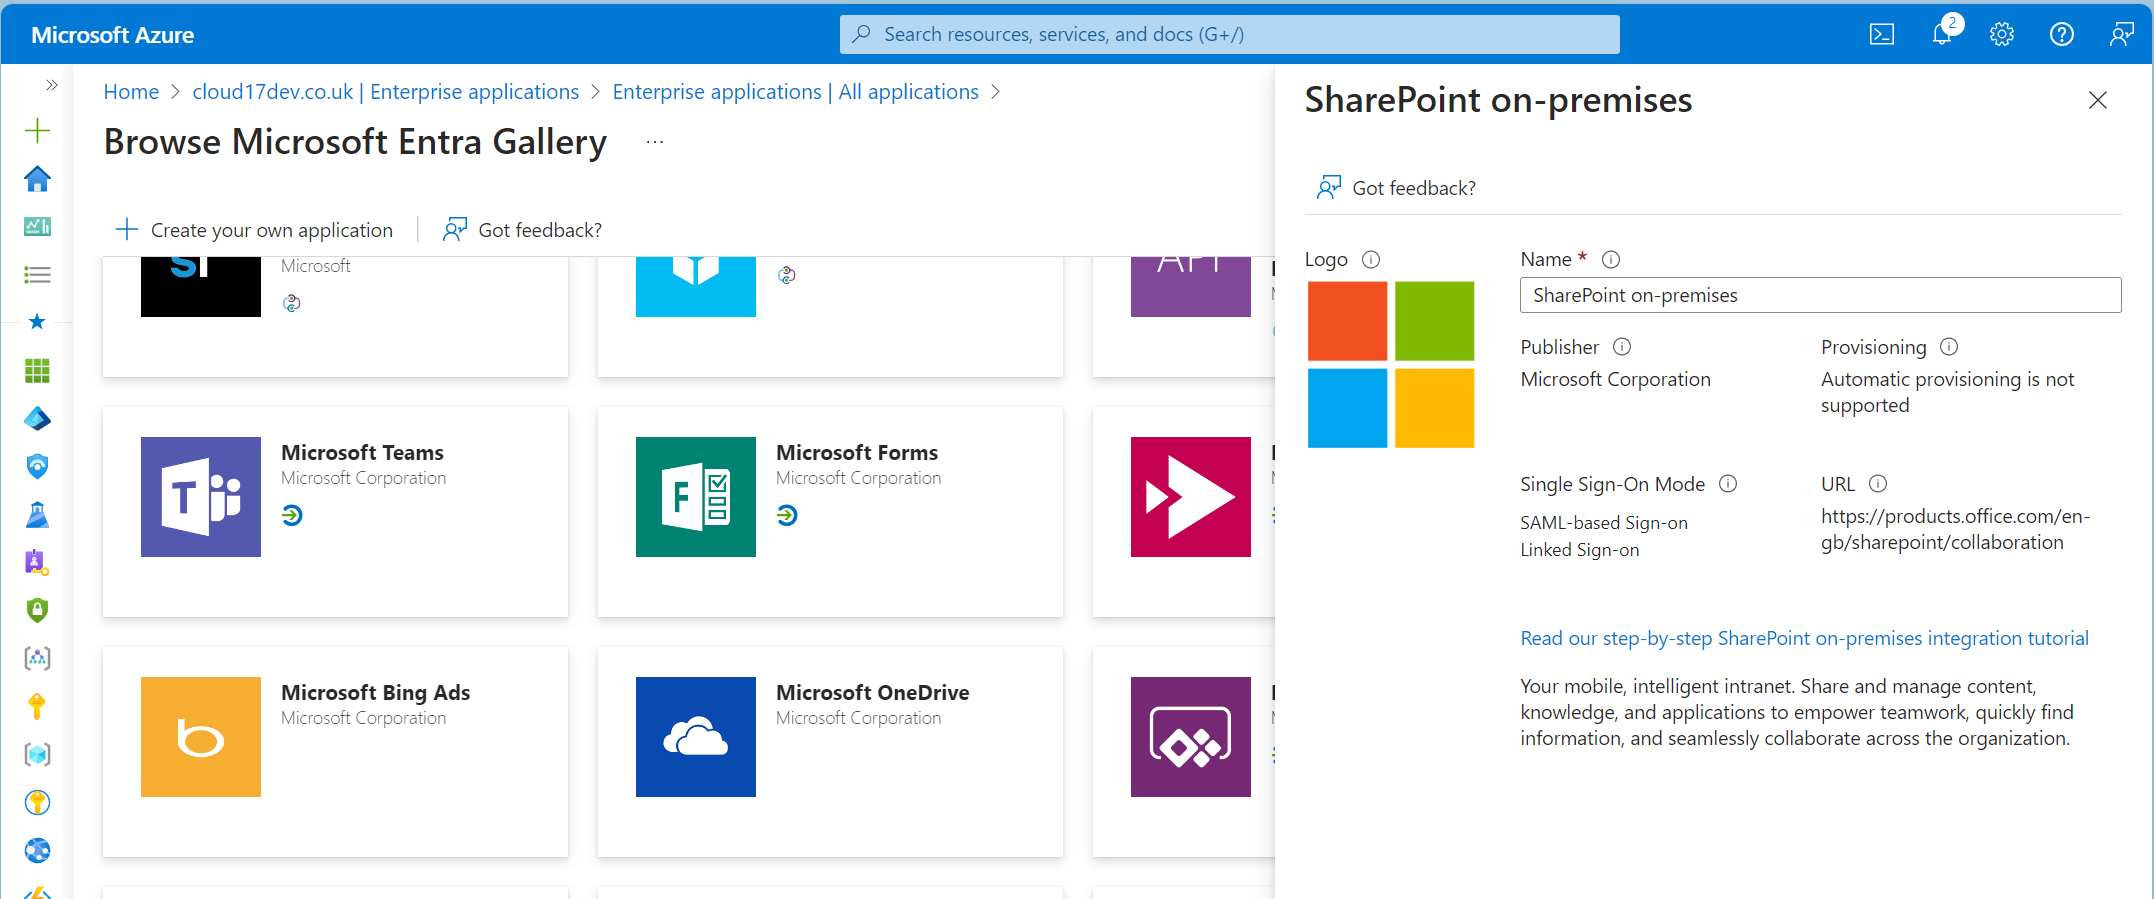 Microsoft Azure
Search resources, services, and docs (G+/)
2
Home > cloud17dev.co.uk | Enterprise applications > Enterprise applications | All applications >
Browse Microsoft Entra Gallery ...
Create your own application
Got feedback?
Microsoft
API
Microsoft Teams
Microsoft Corporation
T
Microsoft Forms
Microsoft Corporation
F
Microsoft Bing Ads
Microsoft Corporation
b
Microsoft OneDrive
Microsoft Corporation
SharePoint on-premises
Got feedback?
Logo
Name *
SharePoint on-premises
Publisher
Microsoft Corporation
Provisioning
Automatic provisioning is not
supported
Single Sign-On Mode
SAML-based Sign-on
Linked Sign-on
URL
https://products.office.com/en-
gb/sharepoint/collaboration
Read our step-by-step SharePoint on-premises integration tutorial
Your mobile, intelligent intranet. Share and manage content,
knowledge, and applications to empower teamwork, quickly find
information, and seamlessly collaborate across the organization.